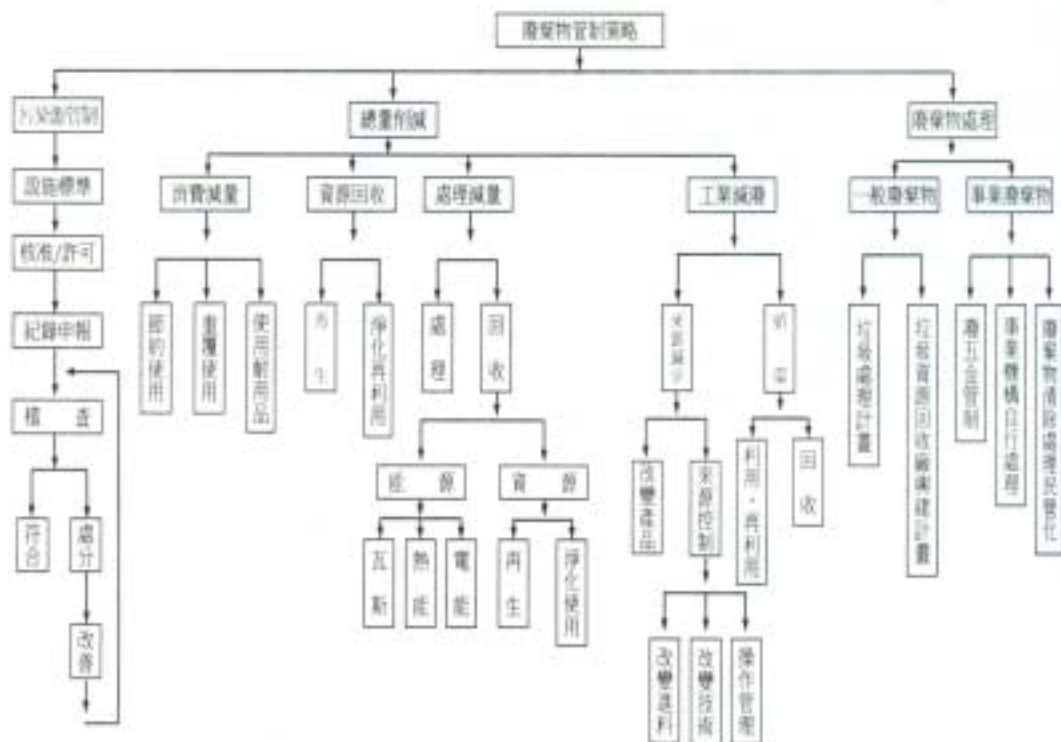 廢棄物管制策略
污染源管制
總量削減
廢棄物處理
設施標準
消費減量
資源回收
處理減量
工業減廢
一般廢棄物
事業廢棄物
核准/許可
紀錄申報
節約使用
重覆使用
使用耐用品
再生
淨化再利用
處理
回收
來源減少
垃圾處理計畫
垃圾資源回收廠興建計畫
廢五金管制
事業機構自行處理
廢棄物清除處理民營化
稽查
能源
資源
改變產品
來源控制
利用・再利用
回收
符合
處分
瓦斯
熱能
電能
再生
淨化使用
改善
改變進料
改變技術
操作管理